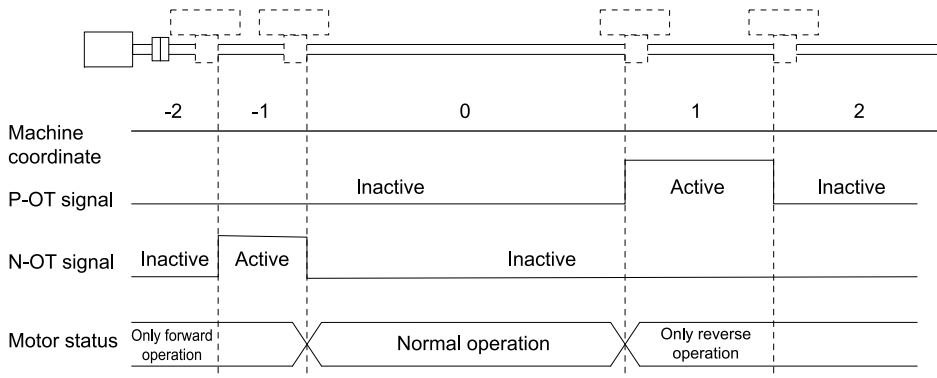 -2 -1 0 1 2
Machine
coordinate
P-OT signal Inactive Active Inactive
N-OT signal Inactive Active Inactive
Motor status Only forward
operation Normal operation Only reverse
operation